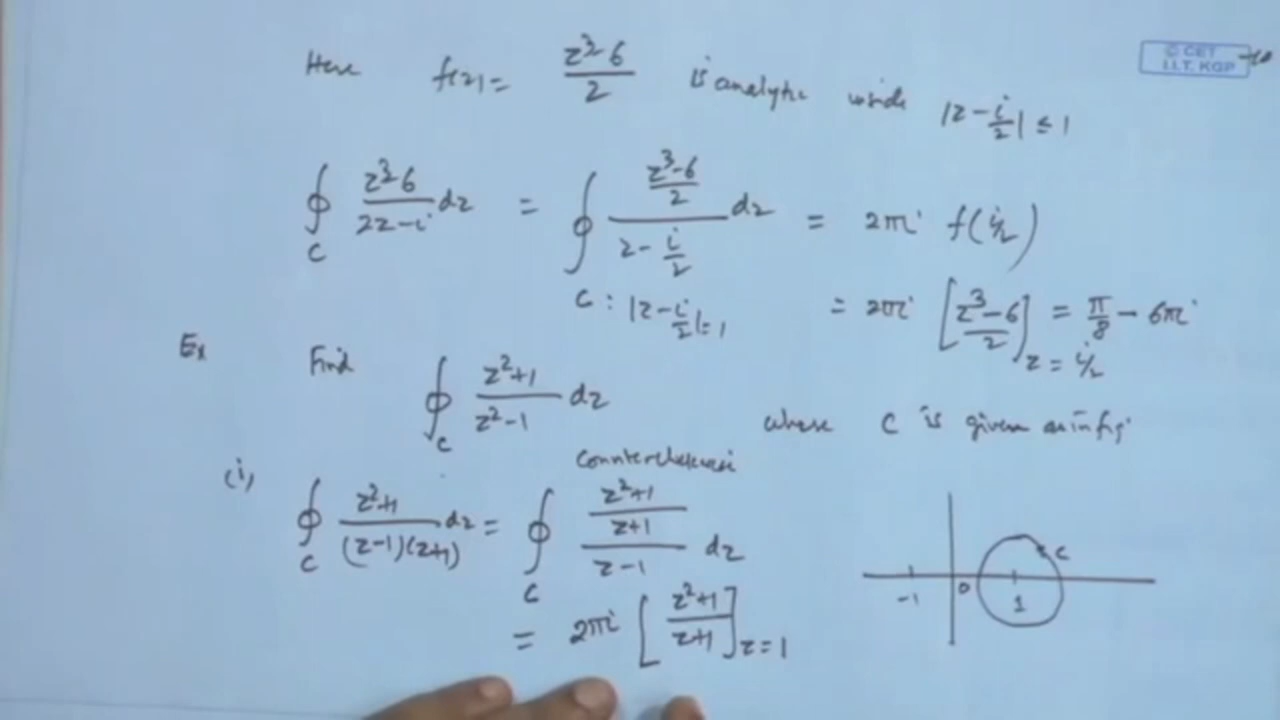 © CET
I.I.T. KGP
Here f(z) = (z³-6)/2 is analytic inside |z - i/2| ≤ 1
∮_C (z³-6)/(2z-i) dz = ∮_{C : |z - i/2| = 1} ((z³-6)/2)/(z - i/2) dz = 2πi f(i/2)
= 2πi [(z³-6)/2]_{z = i/2} = π/8 - 6πi
Ex Find ∮_C (z²+1)/(z²-1) dz where C is given as in fig.
(i) ∮_C (z²+1)/((z-1)(z+1)) dz = ∮_C ((z²+1)/(z+1))/(z-1) dz
= 2πi [(z²+1)/(z+1)]_{z=1}
C
-1 0 1